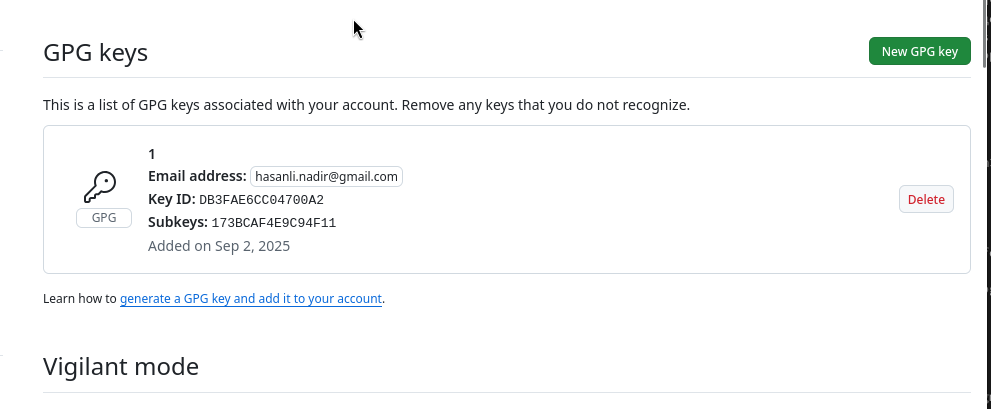 GPG keys
New GPG key
This is a list of GPG keys associated with your account. Remove any keys that you do not recognize.
1
Email address: hasanli.nadir@gmail.com
Key ID: DB3FAE6CC04700A2
GPG
Subkeys: 173BCAF4E9C94F11
Delete
Added on Sep 2, 2025
Learn how to generate a GPG key and add it to your account.
Vigilant mode